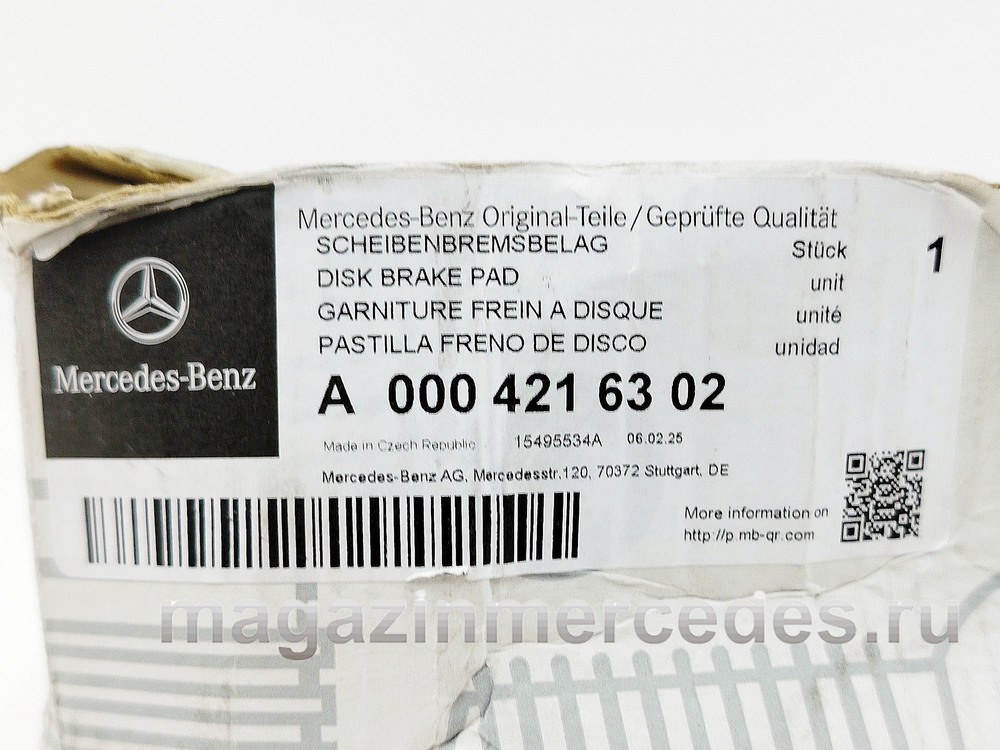 Mercedes-Benz Original-Teile/Geprüfte Qualität
SCHEIBENBREMSBELAG Stück 1
DISK BRAKE PAD unit
GARNITURE FREIN A DISQUE unité
PASTILLA FRENO DE DISCO unidad
Mercedes-Benz
A 000 421 63 02
Made in Czech Republic 15495534A 06.02.25
Mercedes-Benz AG, Mercedesstr.120, 70372 Stuttgart, DE
More information on
http://p.mb-qr.com
magazinmercedes.ru